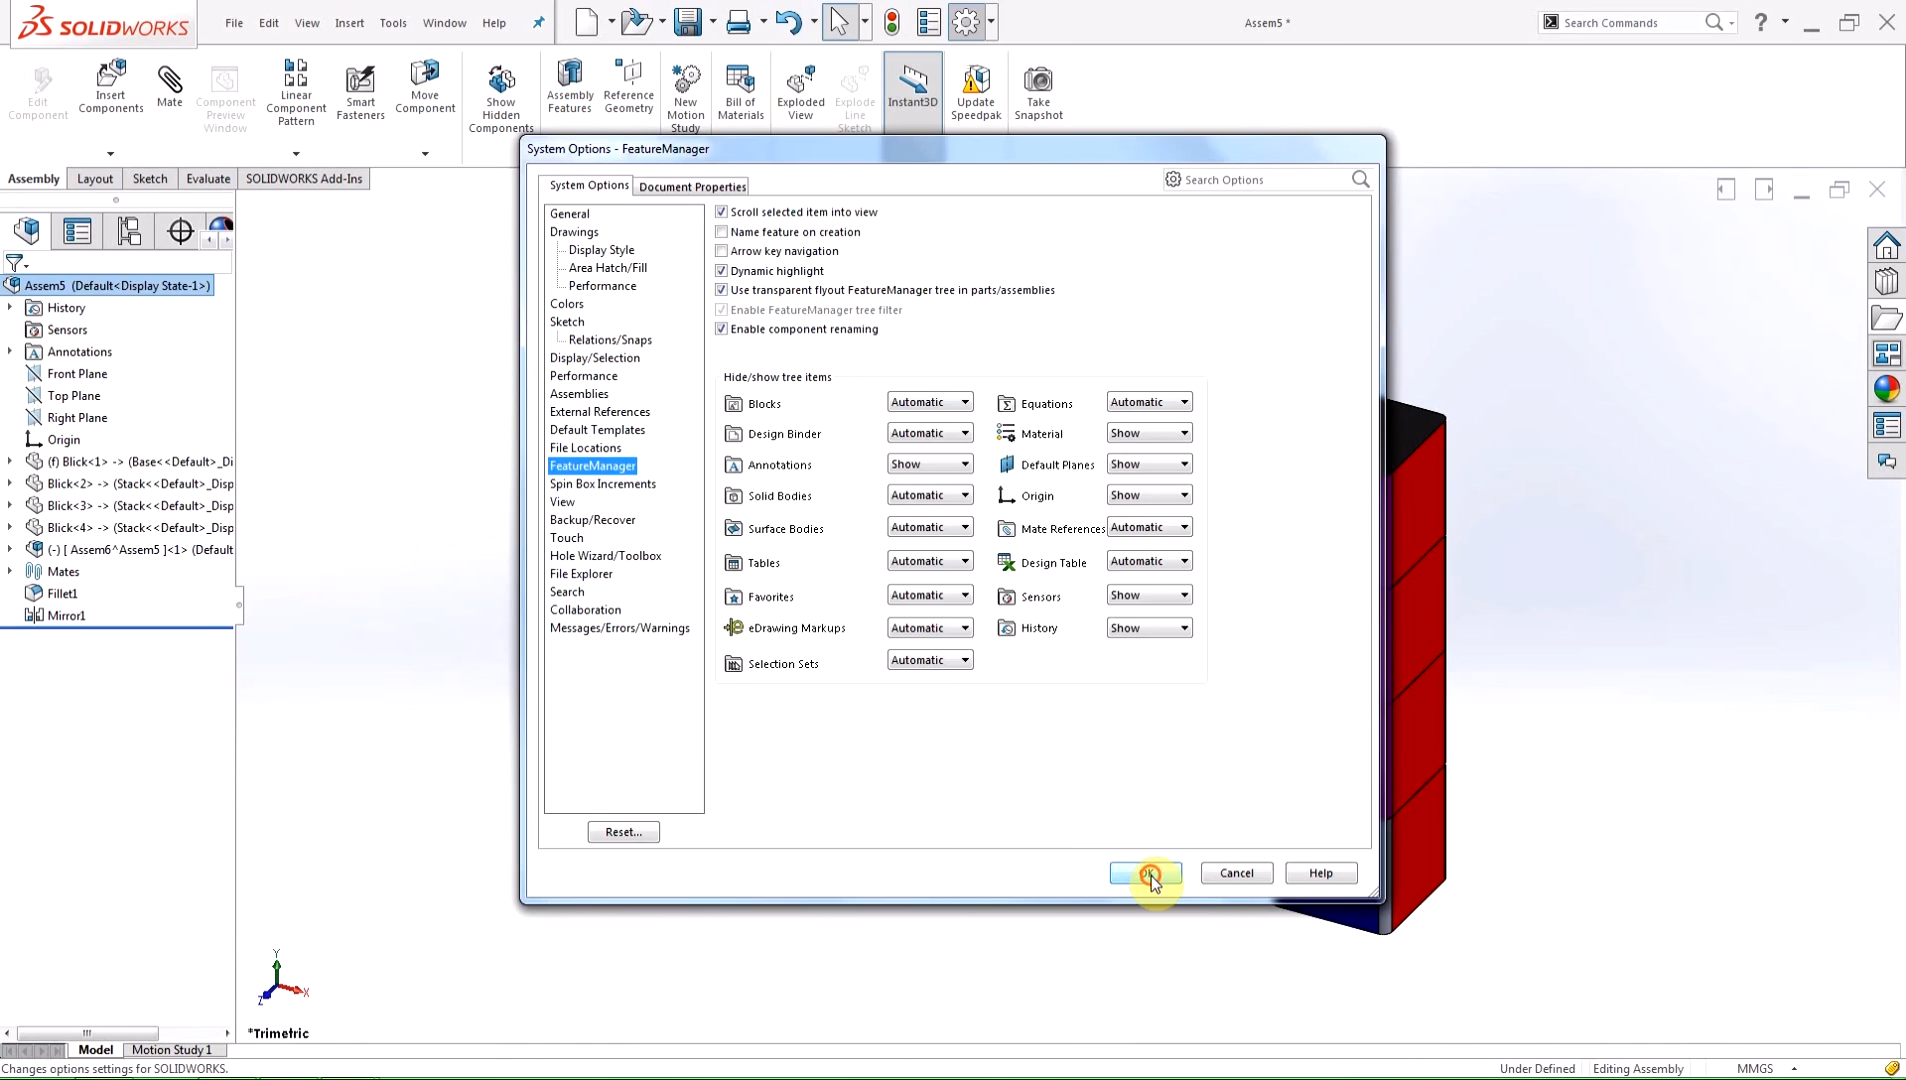 SOLIDWORKS File Edit View Insert Tools Window Help Assem5 * Search Commands ?
Edit Component
Insert Components
Mate
Component Preview Window
Linear Component Pattern
Smart Fasteners
Move Component
Show Hidden Components
Assembly Features
Reference Geometry
New Motion Study
Bill of Materials
Exploded View
Explode Line Sketch
Instant3D
Update Speedpak
Take Snapshot
Assembly Layout Sketch Evaluate SOLIDWORKS Add-Ins
Assem5 (Default<Display State-1>)
History
Sensors
Annotations
Front Plane
Top Plane
Right Plane
Origin
(f) Blick<1> -> (Base<<Default>_Di
Blick<2> -> (Stack<<Default>_Disp
Blick<3> -> (Stack<<Default>_Disp
Blick<4> -> (Stack<<Default>_Disp
(-) [ Assem6^Assem5 ]<1> (Default
Mates
Fillet1
Mirror1
System Options - FeatureManager
System Options Document Properties Search Options
General
Drawings
Display Style
Area Hatch/Fill
Performance
Colors
Sketch
Relations/Snaps
Display/Selection
Performance
Assemblies
External References
Default Templates
File Locations
FeatureManager
Spin Box Increments
View
Backup/Recover
Touch
Hole Wizard/Toolbox
File Explorer
Search
Collaboration
Messages/Errors/Warnings
Reset...
Scroll selected item into view
Name feature on creation
Arrow key navigation
Dynamic highlight
Use transparent flyout FeatureManager tree in parts/assemblies
Enable FeatureManager tree filter
Enable component renaming
Hide/show tree items
Blocks Automatic Equations Automatic
Design Binder Automatic Material Show
Annotations Show Default Planes Show
Solid Bodies Automatic Origin Show
Surface Bodies Automatic Mate References Automatic
Tables Automatic Design Table Automatic
Favorites Automatic Sensors Show
eDrawing Markups Automatic History Show
Selection Sets Automatic
Cancel Help
Y
X
Z
*Trimetric
Model Motion Study 1
Changes options settings for SOLIDWORKS. Under Defined Editing Assembly MMGS